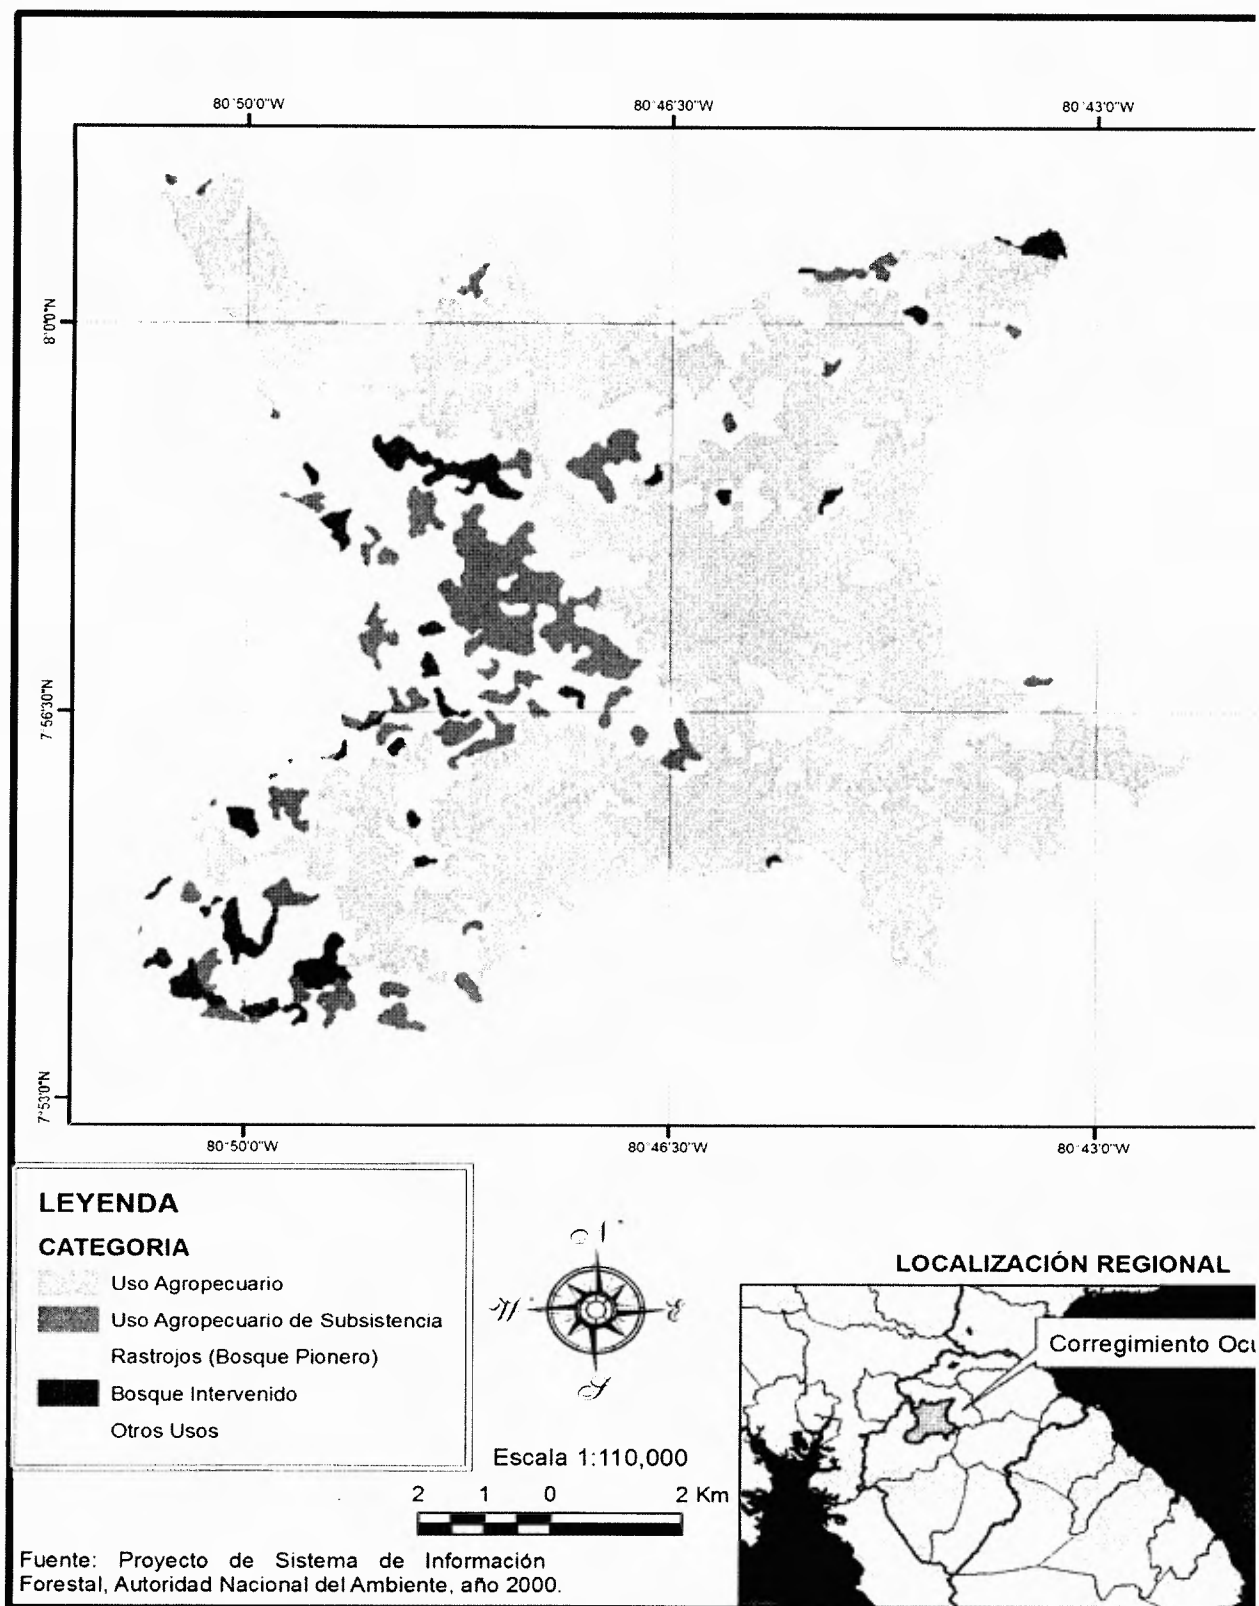 80°50'0"W 80°46'30"W 80°43'0"W
8°0'0"N
7°56'30"N
7°53'0"N
80°50'0"W 80°46'30"W 80°43'0"W
LEYENDA
CATEGORIA
Uso Agropecuario
Uso Agropecuario de Subsistencia
Rastrojos (Bosque Pionero)
Bosque Intervenido
Otros Usos
N
W E
S
Escala 1:110,000
2 1 0 2 Km
LOCALIZACIÓN REGIONAL
Corregimiento Ocú
Fuente: Proyecto de Sistema de Información
Forestal, Autoridad Nacional del Ambiente, año 2000.